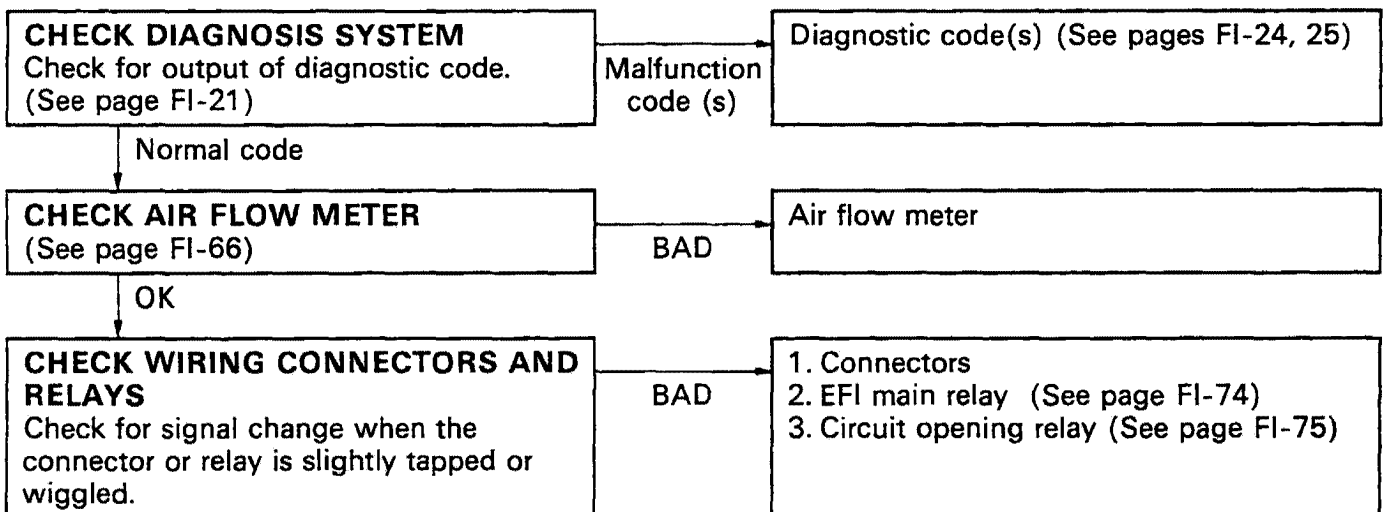 CHECK DIAGNOSIS SYSTEM
Check for output of diagnostic code.
(See page FI-21)
Malfunction
code (s)
Diagnostic code(s) (See pages FI-24, 25)
Normal code
CHECK AIR FLOW METER
(See page FI-66)
BAD
Air flow meter
OK
CHECK WIRING CONNECTORS AND
RELAYS
Check for signal change when the
connector or relay is slightly tapped or
wiggled.
BAD
1. Connectors
2. EFI main relay (See page FI-74)
3. Circuit opening relay (See page FI-75)